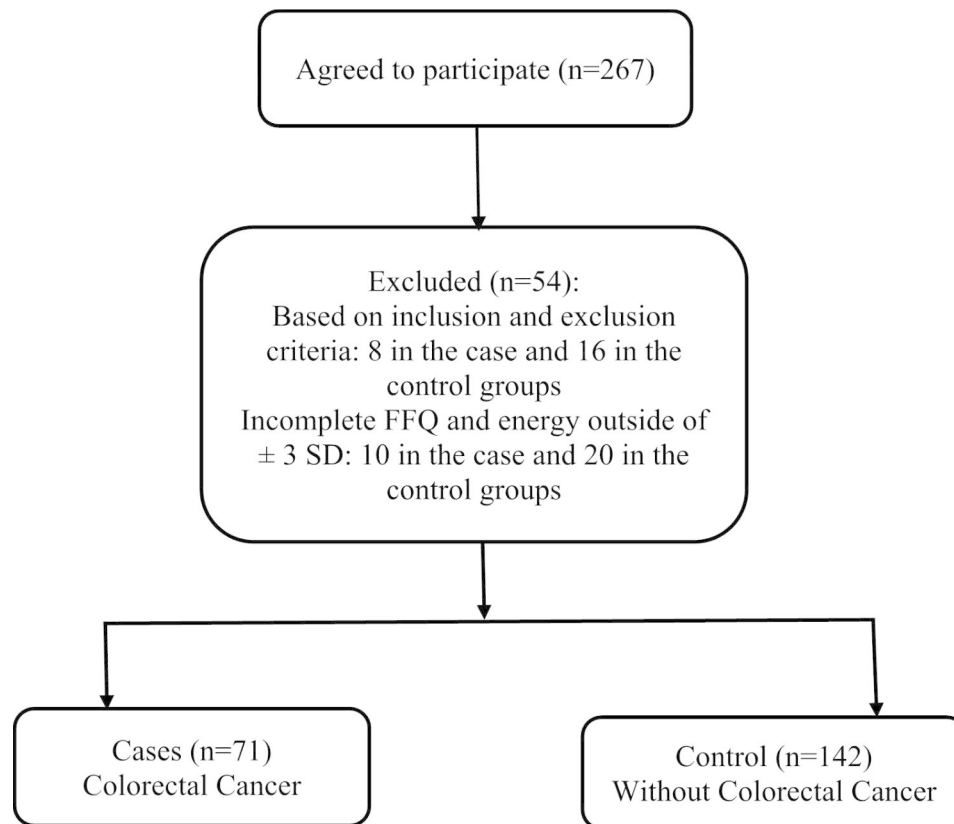 Agreed to participate (n=267)
Excluded (n=54):
Based on inclusion and exclusion
criteria: 8 in the case and 16 in the
control groups
Incomplete FFQ and energy outside of
± 3 SD: 10 in the case and 20 in the
control groups
Cases (n=71)
Colorectal Cancer
Control (n=142)
Without Colorectal Cancer